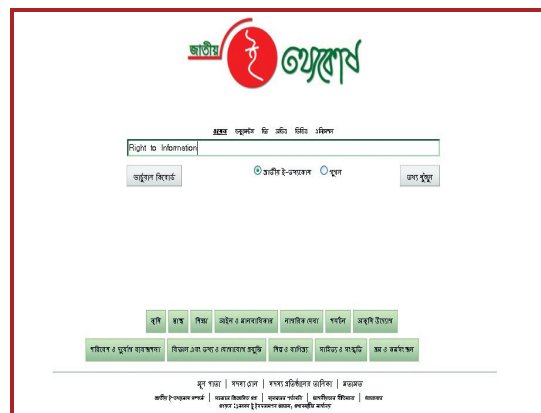 জাতীয় ই তথ্যকোষ
Right to Information
ভার্চুয়াল কিবোর্ড জাতীয় ই-তথ্যকোষ গুগল তথ্য খুঁজুন
কৃষি স্বাস্থ্য শিক্ষা আইন ও মানবাধিকার নাগরিক সেবা পর্যটন অকৃষি উদ্যোগ
পরিবেশ ও দুর্যোগ ব্যবস্থাপনা বিজ্ঞান এবং তথ্য ও যোগাযোগ প্রযুক্তি শিল্প ও বাণিজ্য সাহিত্য ও সংস্কৃতি শ্রম ও কর্মসংস্থান
মূল পাতা | সদস্য হোন | সদস্য প্রতিষ্ঠানের তালিকা | মতামত